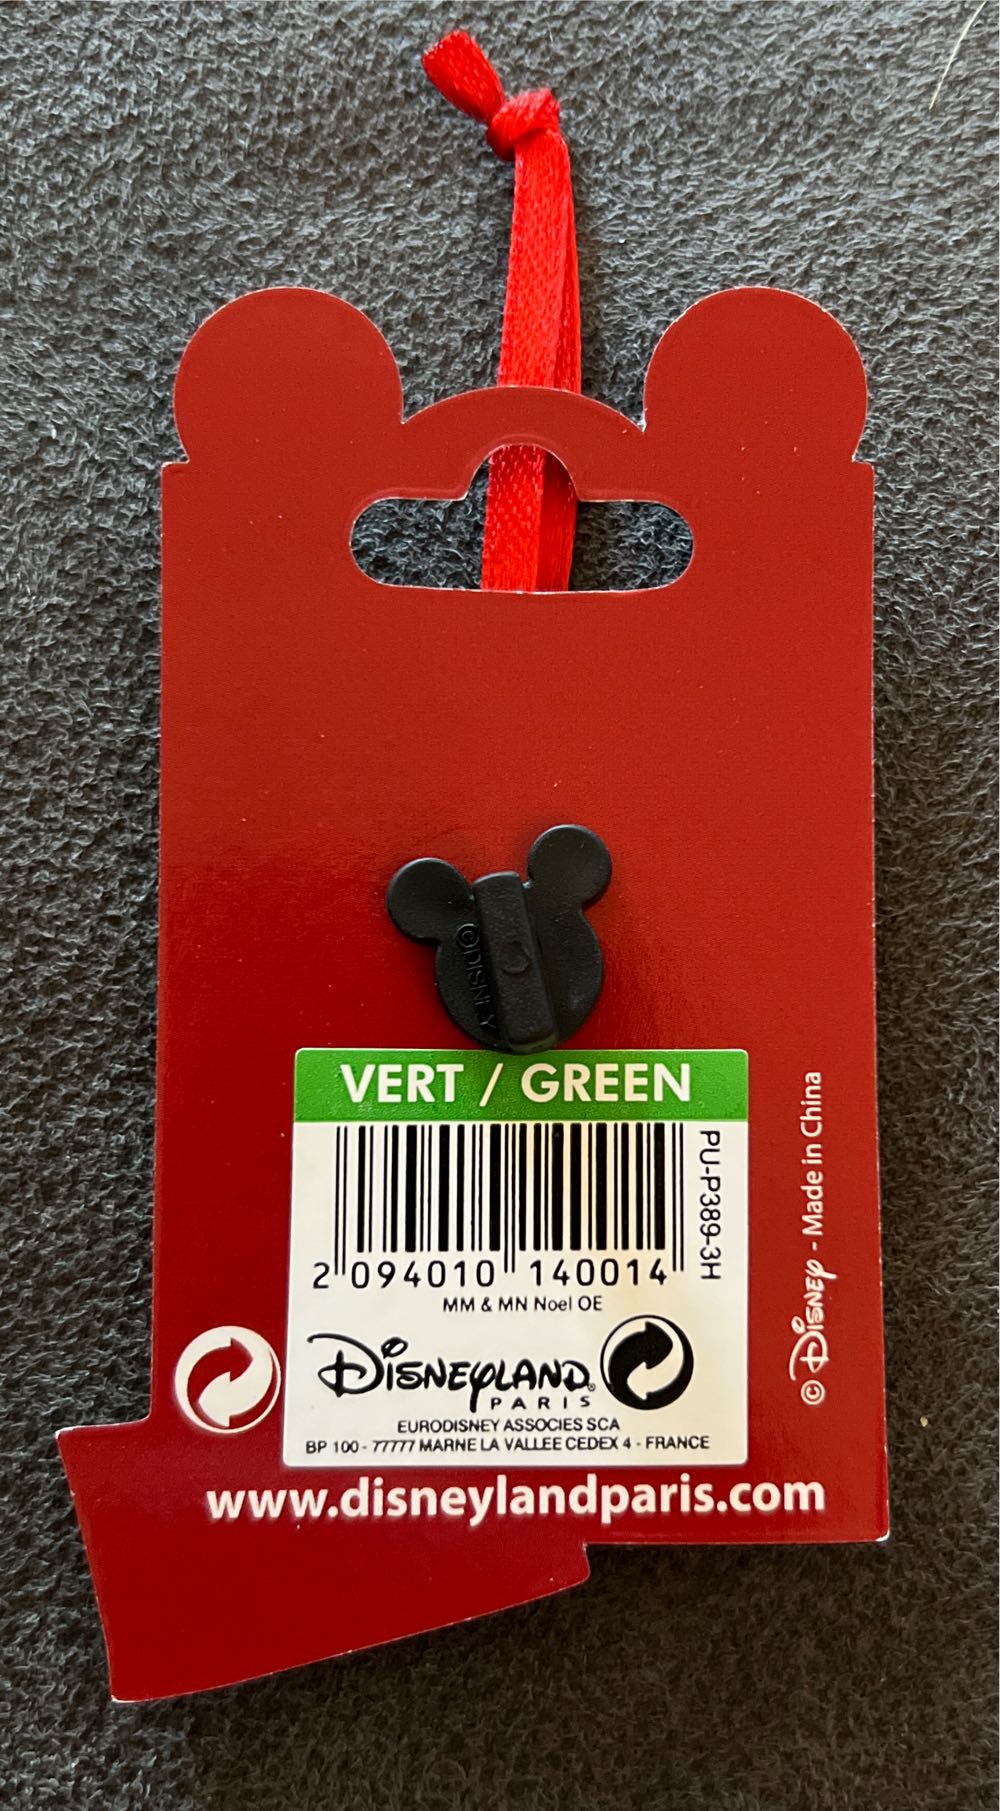 ©DISNEY
VERT / GREEN
PU-P389-3H
2 094010 140014
MM & MN Noel OE
DISNEYLAND®
PARIS
EURODISNEY ASSOCIES SCA
BP 100 - 77777 MARNE LA VALLEE CEDEX 4 - FRANCE
© DISNEY - Made in China
www.disneylandparis.com